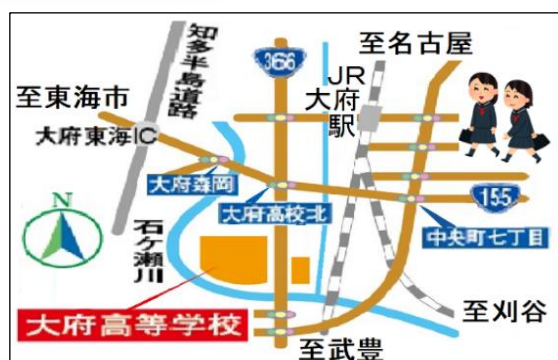 至東海市
知多半島道路
366
至名古屋
JR
大府
駅
大府東海IC
大府森岡
大府高校北
155
中央町七丁目
N
石ケ瀬川
大府高等学校
至刈谷
至武豊